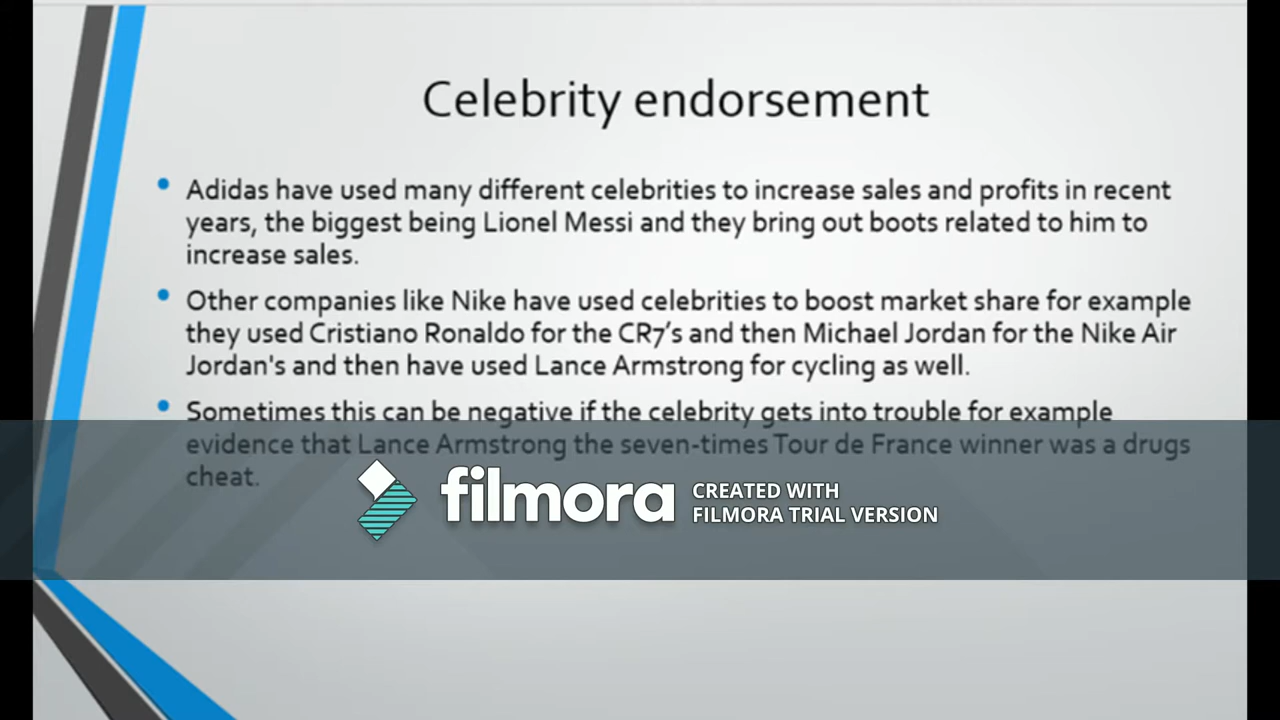 Celebrity endorsement
Adidas have used many different celebrities to increase sales and profits in recent
years, the biggest being Lionel Messi and they bring out boots related to him to
increase sales.
Other companies like Nike have used celebrities to boost market share for example
they used Cristiano Ronaldo for the CR7's and then Michael Jordan for the Nike Air
Jordan's and then have used Lance Armstrong for cycling as well.
Sometimes this can be negative if the celebrity gets into trouble for example
evidence that Lance Armstrong the seven-times Tour de France winner was a drugs
cheat.
filmora
CREATED WITH
FILMORA TRIAL VERSION